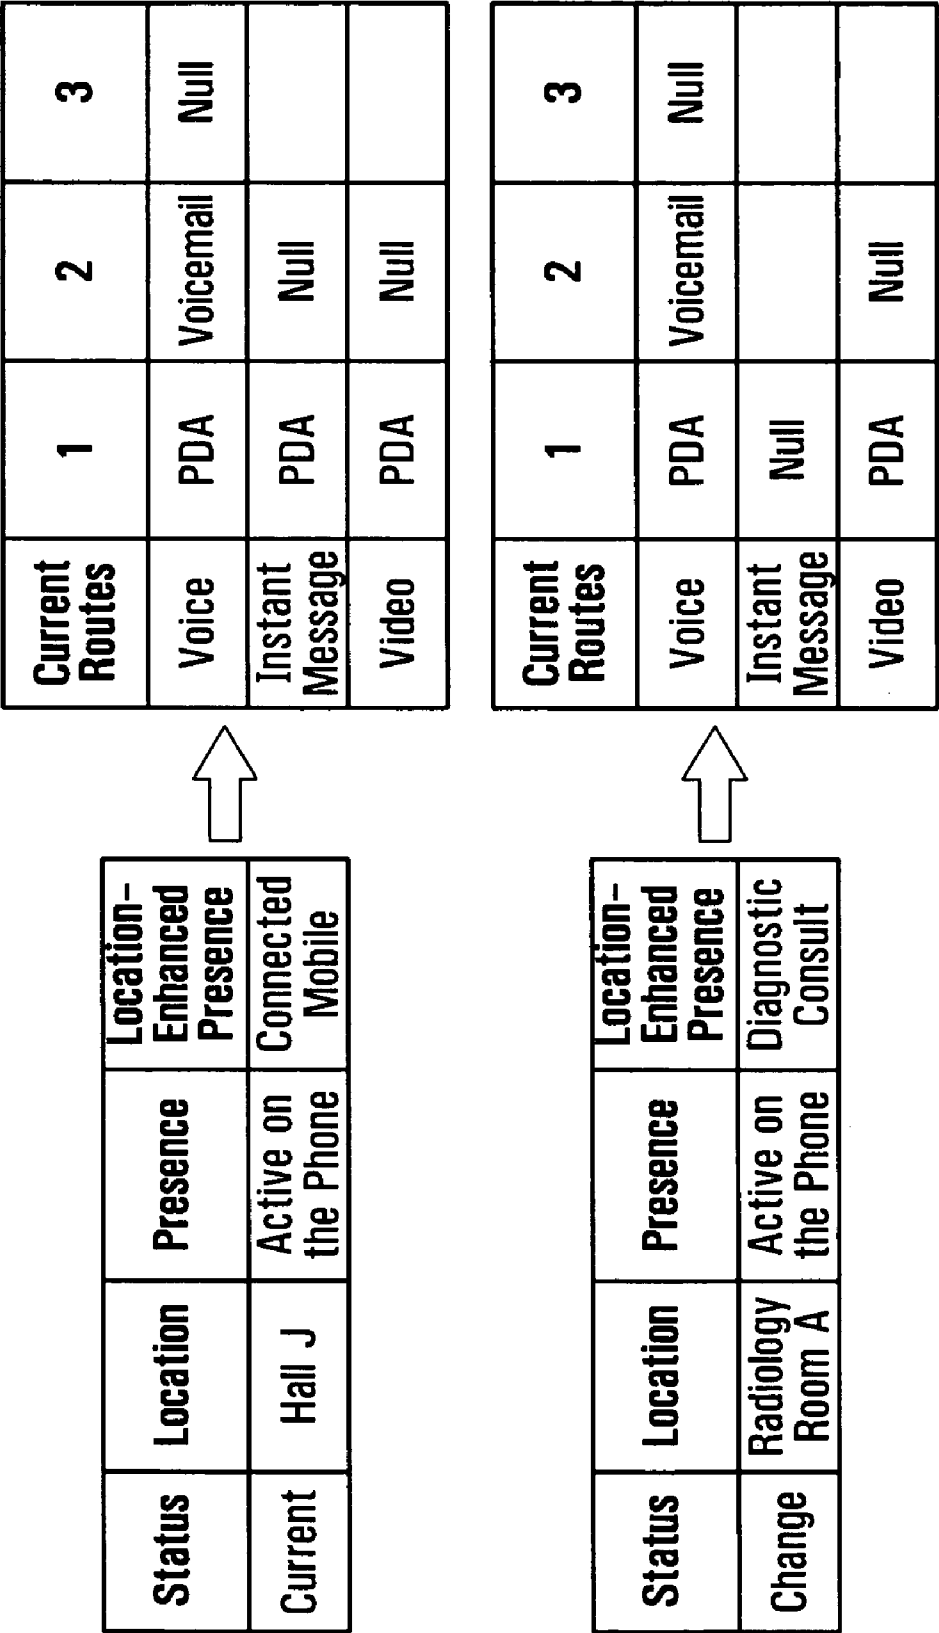 Status
Location
Presence
Location-
Enhanced
Presence
Current
Hall J
Active on
the Phone
Connected
Mobile
Current
Routes
1
2
3
Voice
PDA
Voicemail
Null
Instant
Message
PDA
Null
Video
PDA
Null
Status
Location
Presence
Location-
Enhanced
Presence
Change
Radiology
Room A
Active on
the Phone
Diagnostic
Consult
Current
Routes
1
2
3
Voice
PDA
Voicemail
Null
Instant
Message
Null
Video
PDA
Null